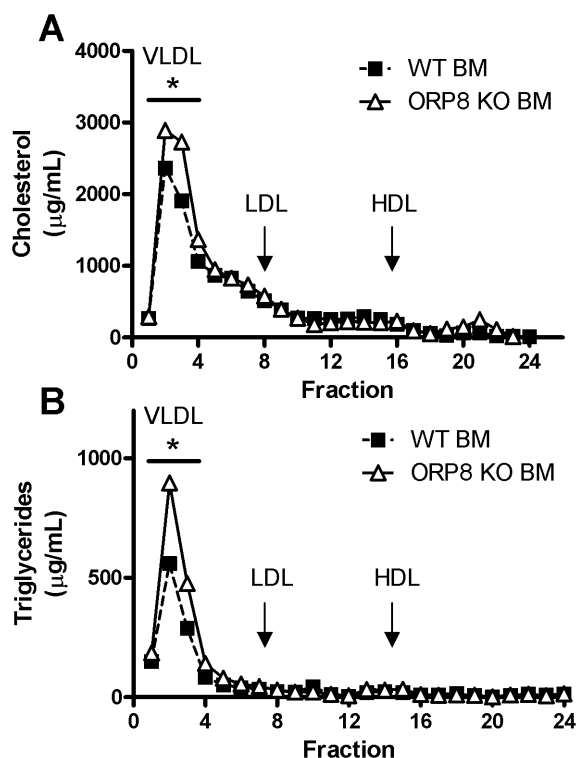 A
VLDL
*
WT BM
ORP8 KO BM
LDL
HDL
Cholesterol
(µg/mL)
4000
3000
2000
1000
0
0 4 8 12 16 20 24
Fraction
B
VLDL
*
WT BM
ORP8 KO BM
LDL
HDL
Triglycerides
(µg/mL)
1000
500
0
0 4 8 12 16 20 24
Fraction